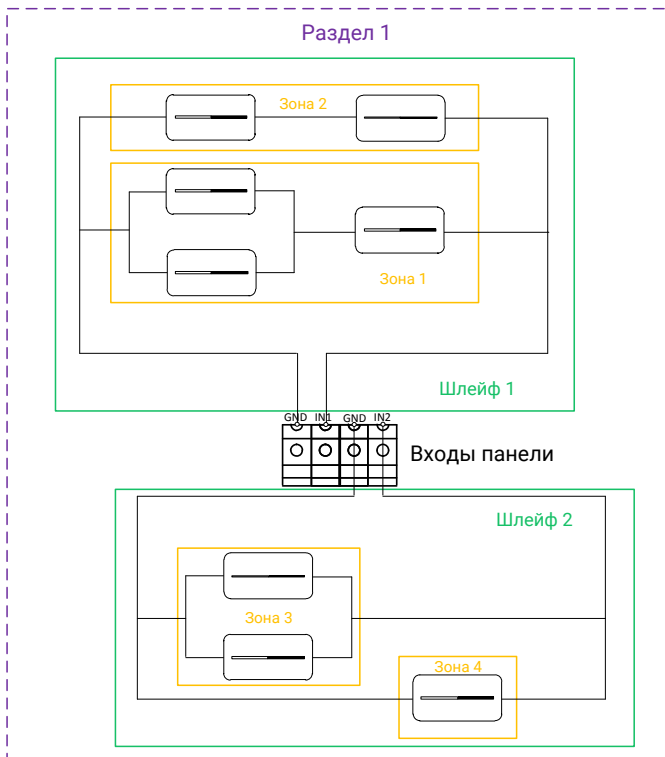 Раздел 1
Зона 2
Зона 1
Шлейф 1
GND IN1 GND IN2
Входы панели
Шлейф 2
Зона 3
Зона 4